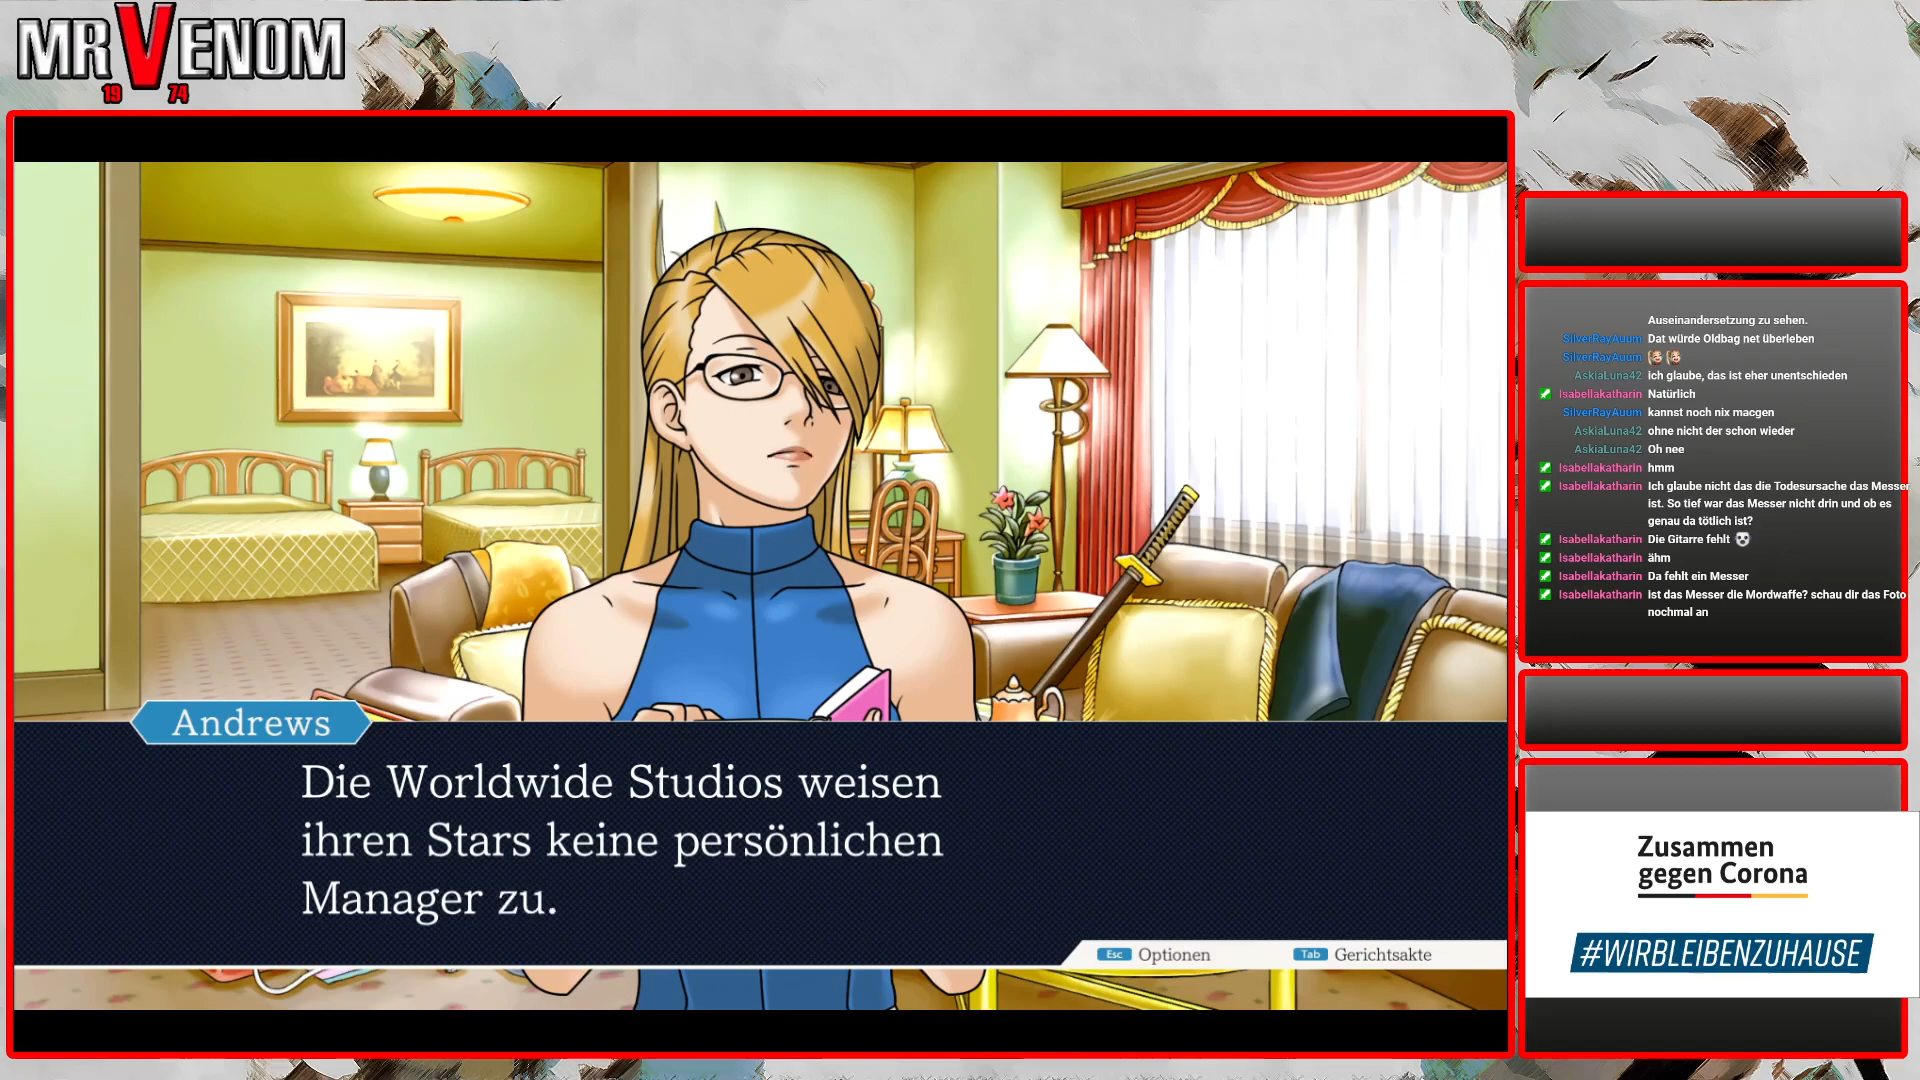 MR VENOM
19 74
Auseinandersetzung zu sehen.
SilverRayAuum Dat würde Oldbag net überleben
SilverRayAuum
AskiaLuna42 ich glaube, das ist eher unentschieden
Isabellakatharin Natürlich
SilverRayAuum kannst noch nix macgen
AskiaLuna42 ohne nicht der schon wieder
AskiaLuna42 Oh nee
Isabellakatharin hmm
Isabellakatharin Ich glaube nicht das die Todesursache das Messer
ist. So tief war das Messer nicht drin und ob es
genau da tötlich ist?
Isabellakatharin Die Gitarre fehlt
Isabellakatharin ähm
Isabellakatharin Da fehlt ein Messer
Isabellakatharin Ist das Messer die Mordwaffe? schau dir das Foto
nochmal an
Andrews
Die Worldwide Studios weisen
ihren Stars keine persönlichen
Manager zu.
Esc Optionen
Tab Gerichtsakte
Zusammen
gegen Corona
#WIRBLEIBENZUHAUSE